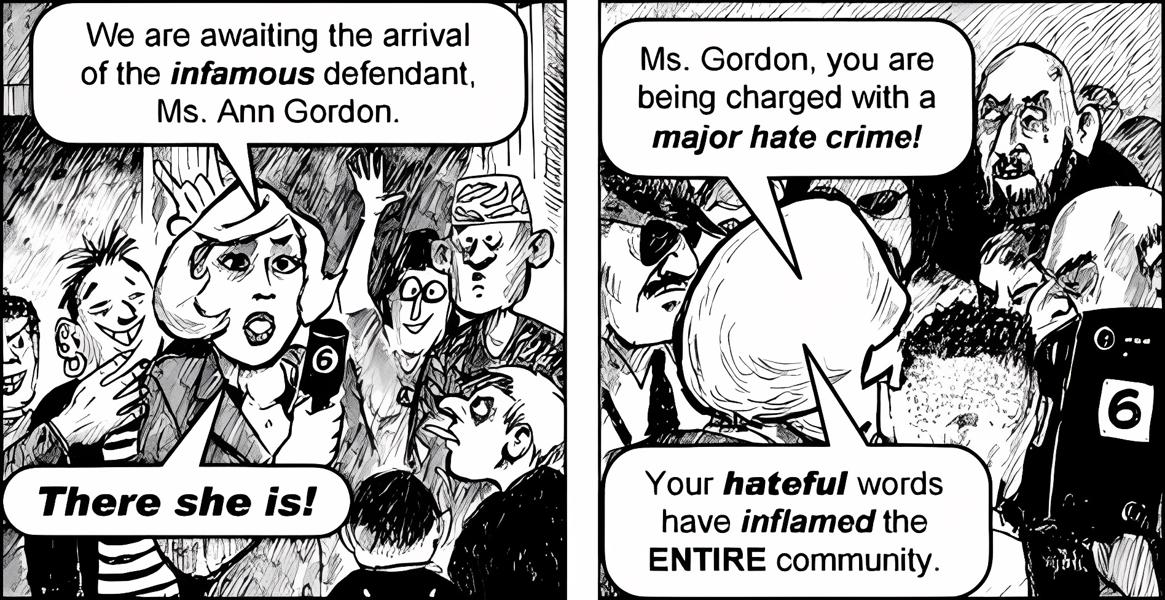 We are awaiting the arrival
of the infamous defendant,
Ms. Ann Gordon.
6
There she is!
Ms. Gordon, you are
being charged with a
major hate crime!
6
Your hateful words
have inflamed the
ENTIRE community.